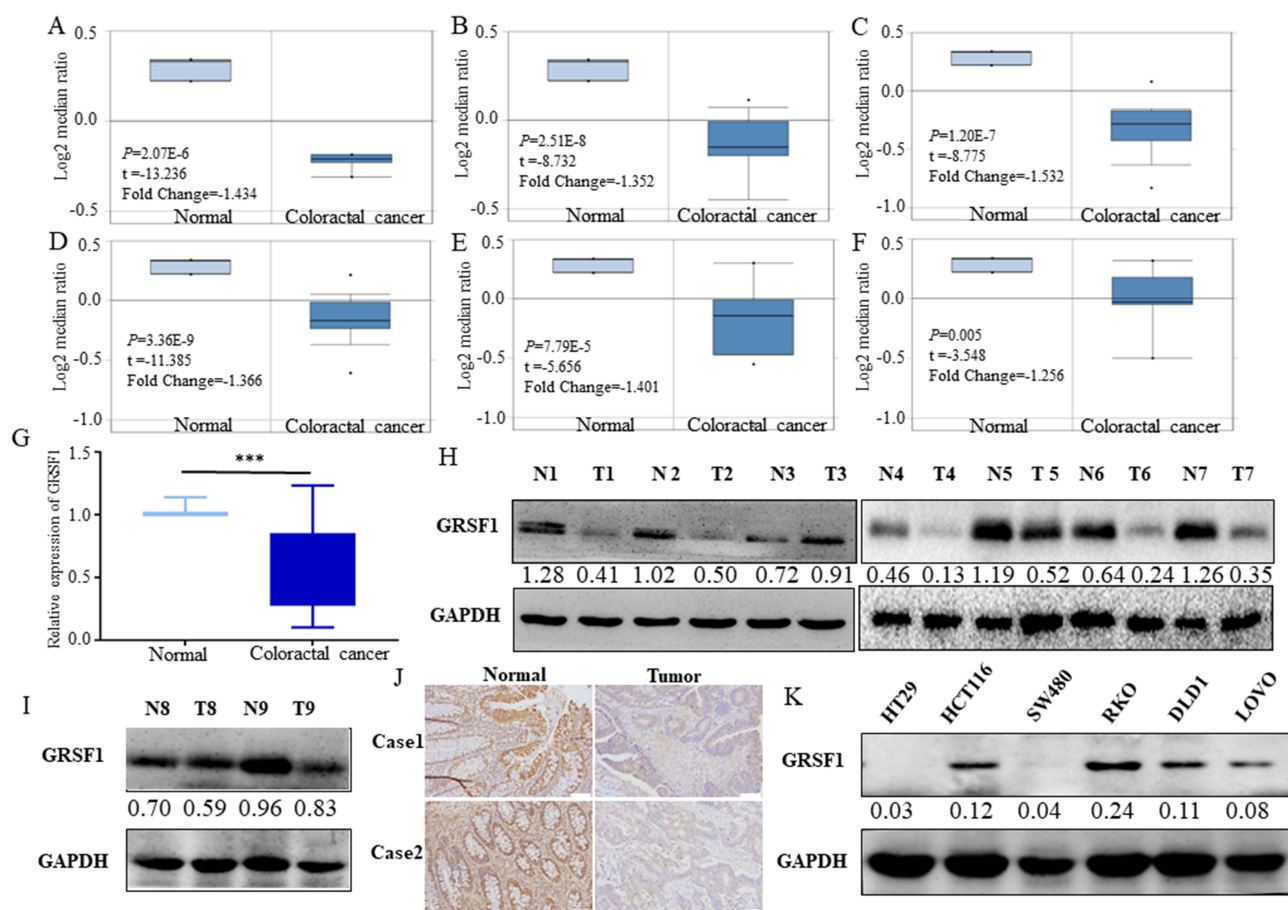 A
Log2 median ratio
0.5
0.0
-0.5
P=2.07E-6
t =-13.236
Fold Change=-1.434
Normal
Coloractal cancer
B
Log2 median ratio
0.5
0.0
-0.5
P=2.51E-8
t =-8.732
Fold Change=-1.352
Normal
Coloractal cancer
C
Log2 median ratio
0.5
0.0
-0.5
-1.0
P=1.20E-7
t =-8.775
Fold Change=-1.532
Normal
Coloractal cancer
D
Log2 median ratio
0.5
0.0
-0.5
-1.0
P=3.36E-9
t =-11.385
Fold Change=-1.366
Normal
Coloractal cancer
E
Log2 median ratio
0.5
0.0
-0.5
-1.0
P=7.79E-5
t =-5.656
Fold Change=-1.401
Normal
Coloractal cancer
F
Log2 median ratio
0.5
0.0
-0.5
-1.0
P=0.005
t =-3.548
Fold Change=-1.256
Normal
Coloractal cancer
G
Relative expression of GRSF1
1.5
1.0
0.5
0.0
***
Normal
Coloractal cancer
H
N1 T1 N 2 T2 N3 T3 N4 T4 N5 T 5 N6 T6 N7 T7
GRSF1
1.28 0.41 1.02 0.50 0.72 0.91 0.46 0.13 1.19 0.52 0.64 0.24 1.26 0.35
GAPDH
I
N8 T8 N9 T9
GRSF1
0.70 0.59 0.96 0.83
GAPDH
J
Normal Tumor
Case1
Case2
K
HT29 HCT116 SW480 RKO DLD1 LOVO
GRSF1
0.03 0.12 0.04 0.24 0.11 0.08
GAPDH